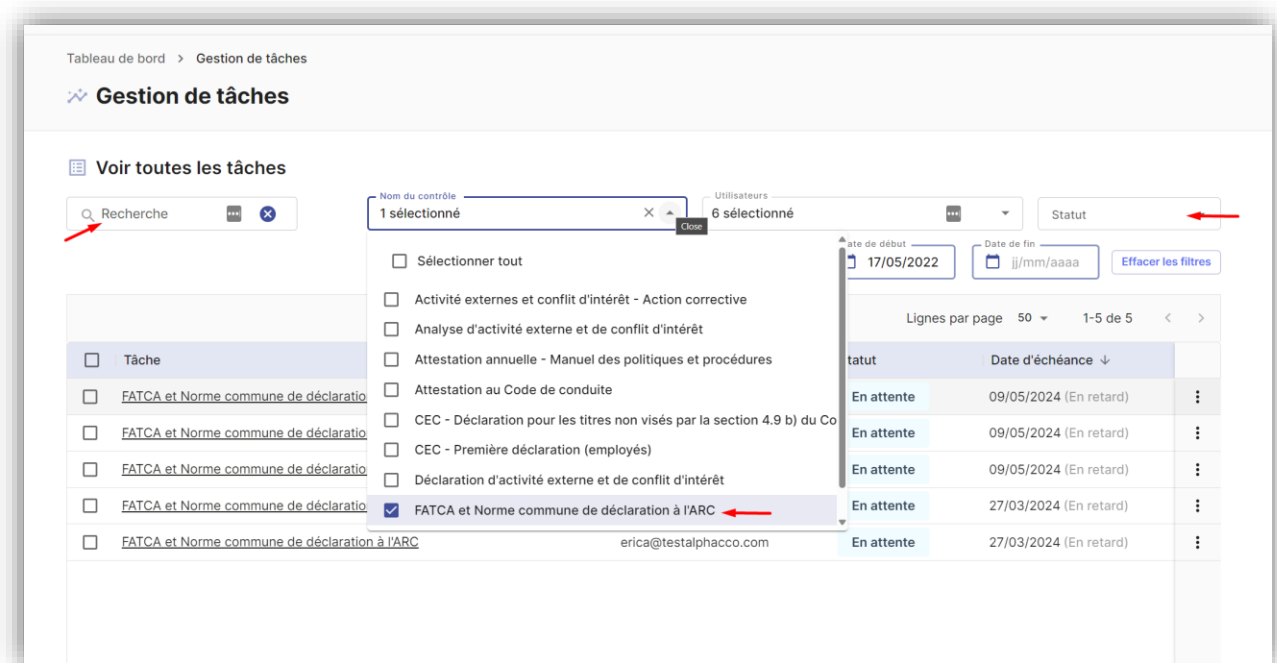 Tableau de bord > Gestion de tâches
Gestion de tâches
Voir toutes les tâches
Recherche
Nom du contrôle
1 sélectionné
Close
Utilisateurs
6 sélectionné
Statut
Sélectionner tout
Activité externes et conflit d'intérêt - Action corrective
Analyse d'activité externe et de conflit d'intérêt
Attestation annuelle - Manuel des politiques et procédures
Attestation au Code de conduite
CEC - Déclaration pour les titres non visés par la section 4.9 b) du Co
CEC - Première déclaration (employés)
Déclaration d'activité externe et de conflit d'intérêt
FATCA et Norme commune de déclaration à l'ARC
ate de début
17/05/2022
Date de fin
jj/mm/aaaa
Effacer les filtres
Lignes par page 50 1-5 de 5
Tâche tatut Date d'échéance
FATCA et Norme commune de déclaratio En attente 09/05/2024 (En retard)
FATCA et Norme commune de déclaratio En attente 09/05/2024 (En retard)
FATCA et Norme commune de déclaratio En attente 09/05/2024 (En retard)
FATCA et Norme commune de déclaratio En attente 27/03/2024 (En retard)
FATCA et Norme commune de déclaration à l'ARC erica@testalphacco.com En attente 27/03/2024 (En retard)